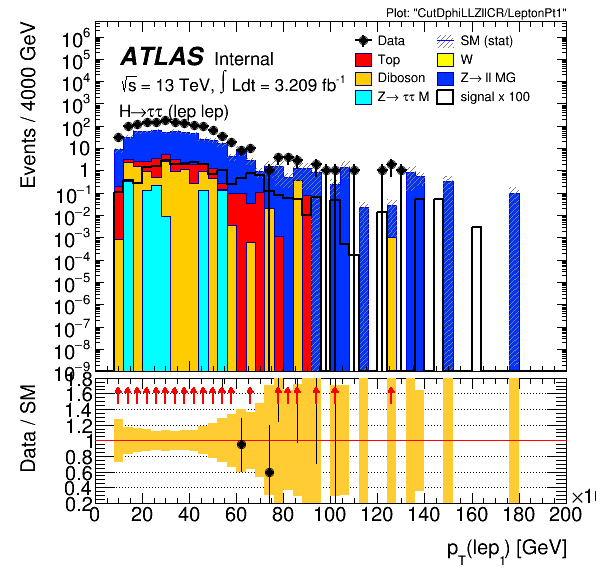 Plot: "CutDphiLLZllCR/LeptonPt1"
Events / 4000 GeV
ATLAS Internal
√s = 13 TeV, ∫ Ldt = 3.209 fb⁻¹
H→ττ (lep lep)
Data
SM (stat)
Top
W
Diboson
Z→ ll MG
Z→ ττ M
signal x 100
10⁶
10⁵
10⁴
10³
10²
10
1
10⁻¹
10⁻²
10⁻³
10⁻⁴
10⁻⁵
10⁻⁶
10⁻⁷
10⁻⁸
10⁻⁹
Data / SM
1.8
1.6
1.4
1.2
1
0.8
0.6
0.4
0.2
0 20 40 60 80 100 120 140 160 180 200
p_T(lep_1) [GeV]